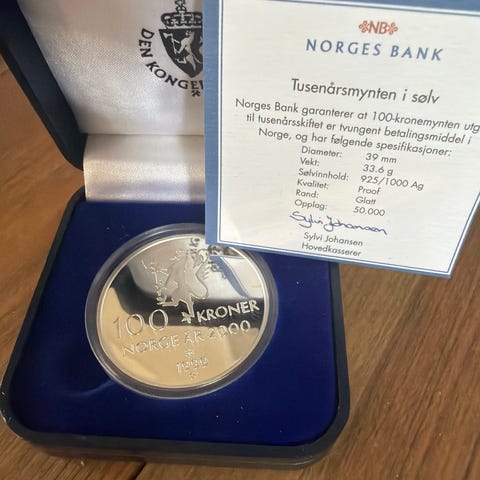 DEN KONGE
NB
NORGES BANK
Tusenårsmynten i sølv
Norges Bank garanterer at 100-kronemynten utg
til tusenårsskiftet er tvungent betalingsmiddel i
Norge, og har følgende spesifikasjoner:
Diameter: 39 mm
Vekt: 33.6 g
Sølvinnhold: 925/1000 Ag
Kvalitet: Proof
Rand: Glatt
Opplag: 50.000
Sylvi Johansen
Sylvi Johansen
Hovedkasserer
100 KRONER
NORGE ÅR 2000
1999